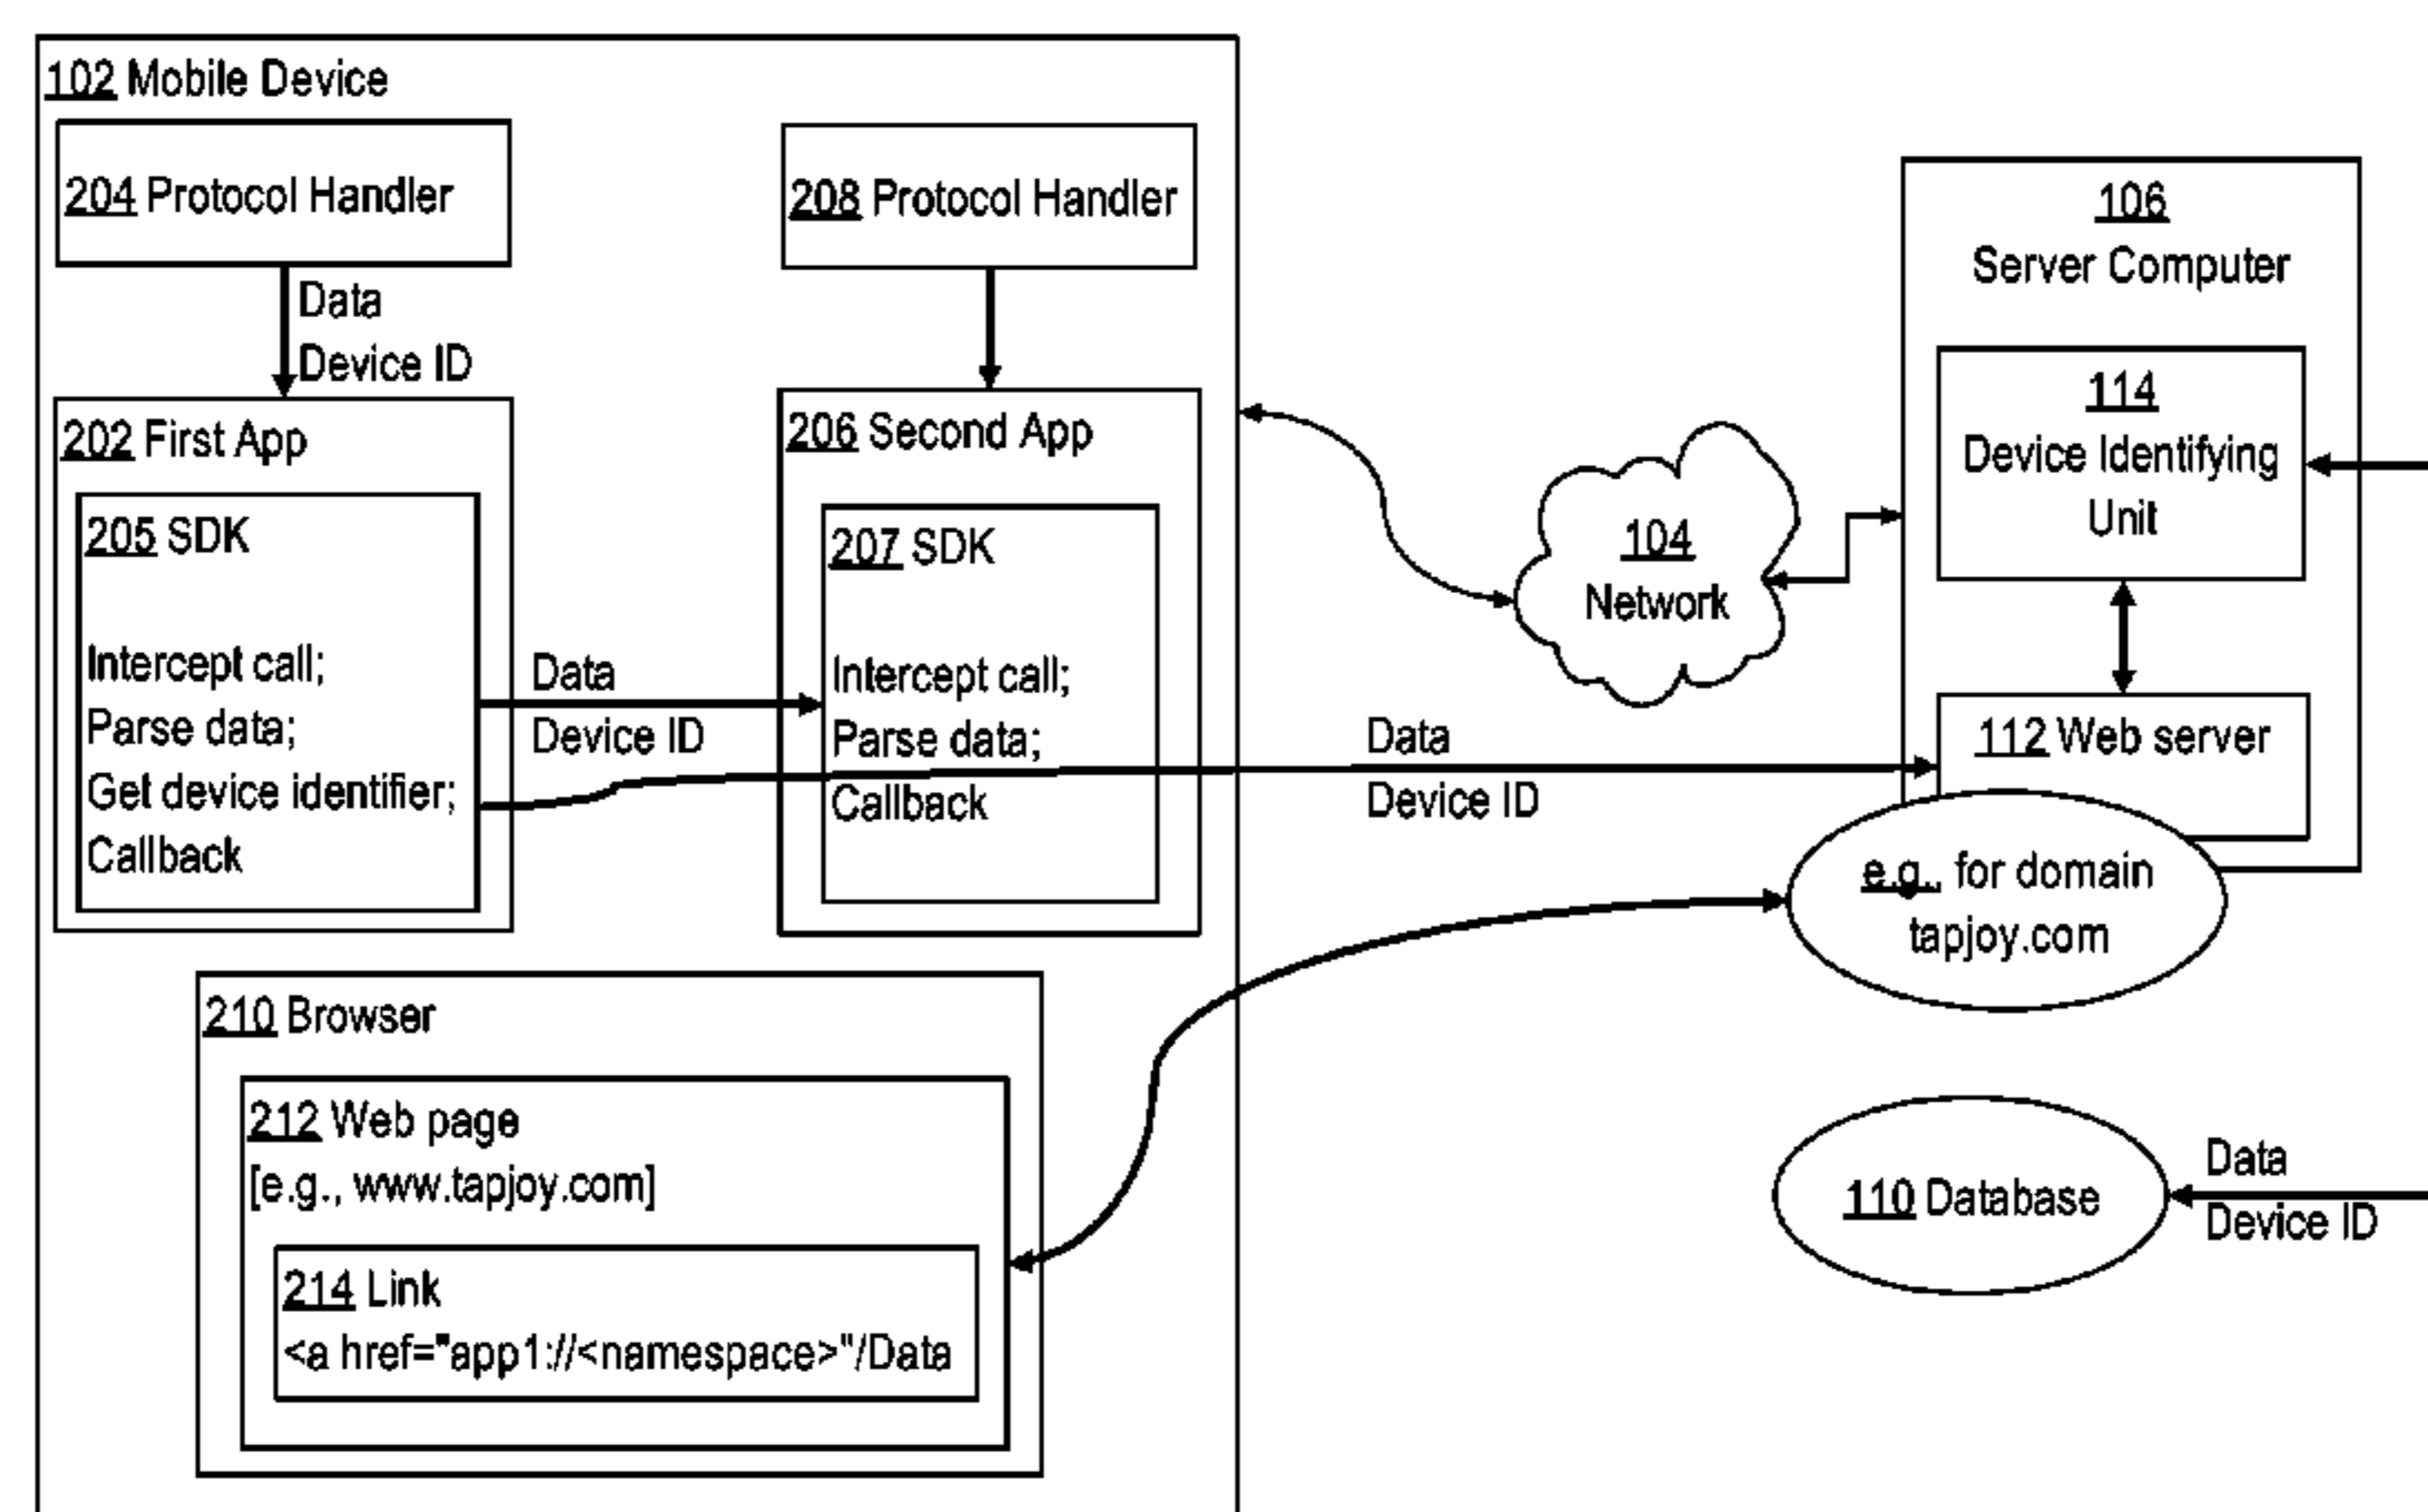 102 Mobile Device
204 Protocol Handler
Data
Device ID
208 Protocol Handler
202 First App
205 SDK
Intercept call;
Parse data;
Get device identifier;
Callback
Data
Device ID
206 Second App
207 SDK
Intercept call;
Parse data;
Callback
104
Network
Data
Device ID
106
Server Computer
114
Device Identifying
Unit
112 Web server
e.g., for domain
tapjoy.com
210 Browser
212 Web page
[e.g., www.tapjoy.com]
214 Link
<a href="app1://<namespace>"/Data
110 Database
Data
Device ID